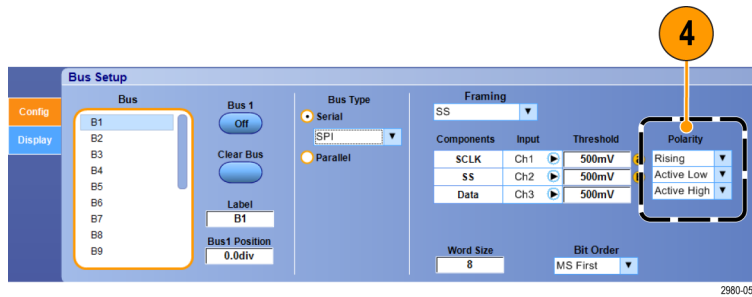 4
Bus Setup
Config
Display
Bus
B1
B2
B3
B4
B5
B6
B7
B8
B9
Bus 1
Off
Clear Bus
Label
B1
Bus1 Position
0.0div
Bus Type
Serial
SPI
Parallel
Framing
SS
Components Input Threshold Polarity
SCLK Ch1 500mV Rising
SS Ch2 500mV Active Low
Data Ch3 500mV Active High
Word Size Bit Order
8 MS First
2980-05